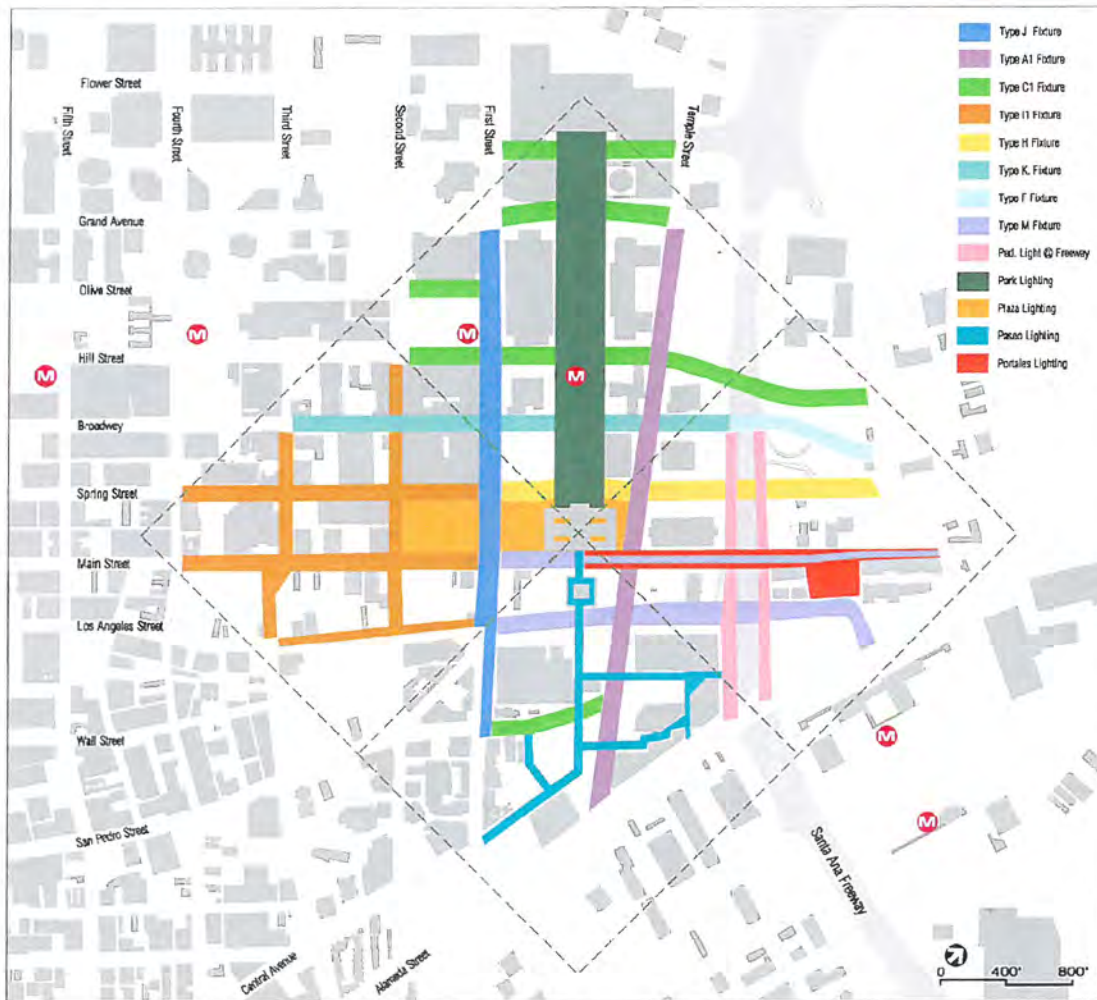 Type J Fixture
Type A1 Fixture
Type C1 Fixture
Type I1 Fixture
Type H Fixture
Type K. Fixture
Type F Fixture
Type M Fixture
Ped. Light @ Freeway
Park Lighting
Plaza Lighting
Paseo Lighting
Portales Lighting
Flower Street
Fifth Street
Fourth Street
Third Street
Second Street
First Street
Temple Street
Grand Avenue
Olive Street
M
M
Hill Street
M
M
Broadway
Spring Street
Main Street
Los Angeles Street
Wall Street
M
San Pedro Street
M
Santa Ana Freeway
Central Avenue
Alameda Street
0 400' 800'